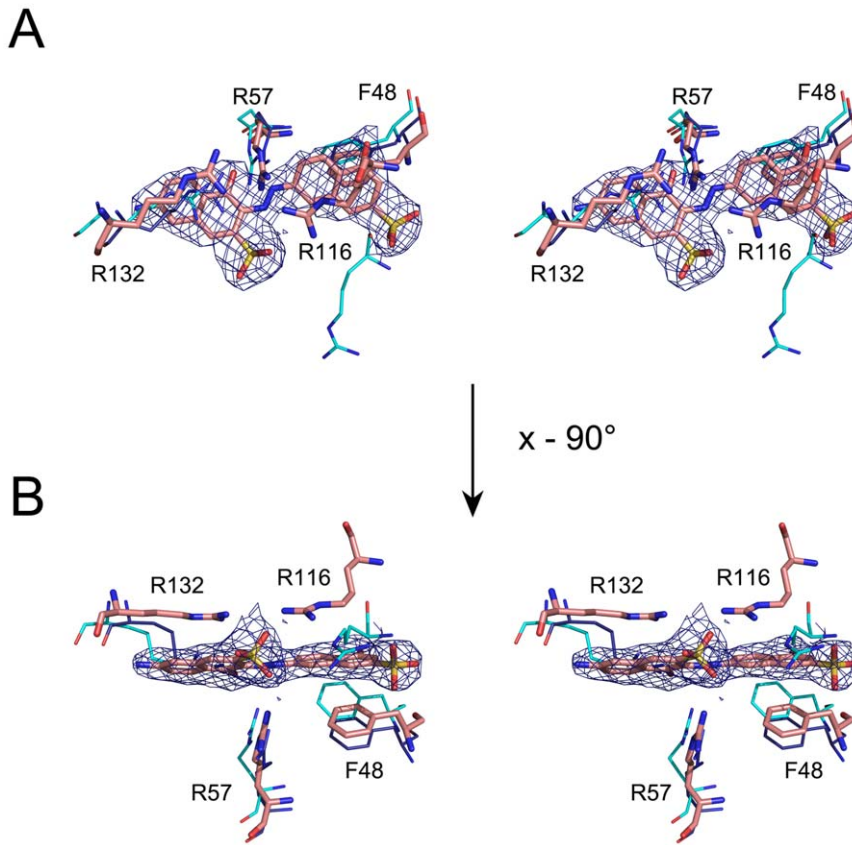 A
R57 F48 R57 F48
R132 R116 R132 R116
x - 90°
B
R132 R116 R132 R116
R57 F48 R57 F48